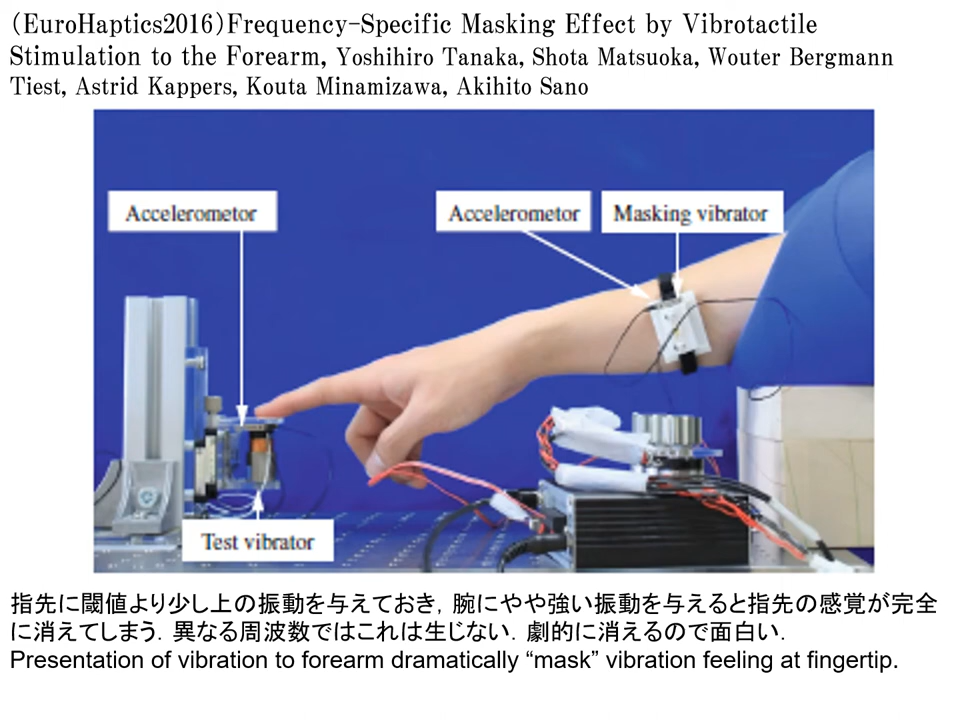 （EuroHaptics2016)Frequency-Specific Masking Effect by Vibrotactile
Stimulation to the Forearm, Yoshihiro Tanaka, Shota Matsuoka, Wouter Bergmann
Tiest, Astrid Kappers, Kouta Minamizawa, Akihito Sano
Accelerometor
Accelerometor
Masking vibrator
Test vibrator
指先に閾値より少し上の振動を与えておき，腕にやや強い振動を与えると指先の感覚が完全
に消えてしまう．異なる周波数ではこれは生じない．劇的に消えるので面白い．
Presentation of vibration to forearm dramatically “mask” vibration feeling at fingertip.